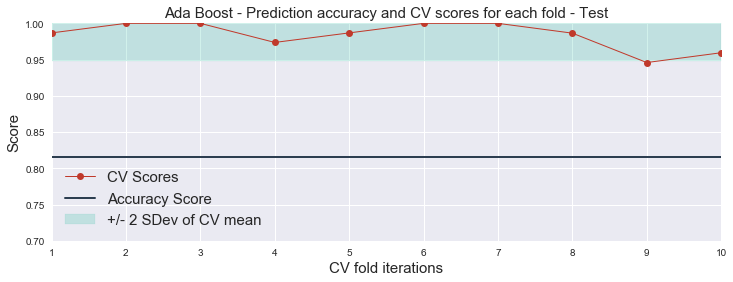 Ada Boost - Prediction accuracy and CV scores for each fold - Test
1.00
0.95
0.90
0.85
0.80
0.75
0.70
Score
CV Scores
Accuracy Score
+/- 2 SDev of CV mean
1 2 3 4 5 6 7 8 9 10
CV fold iterations